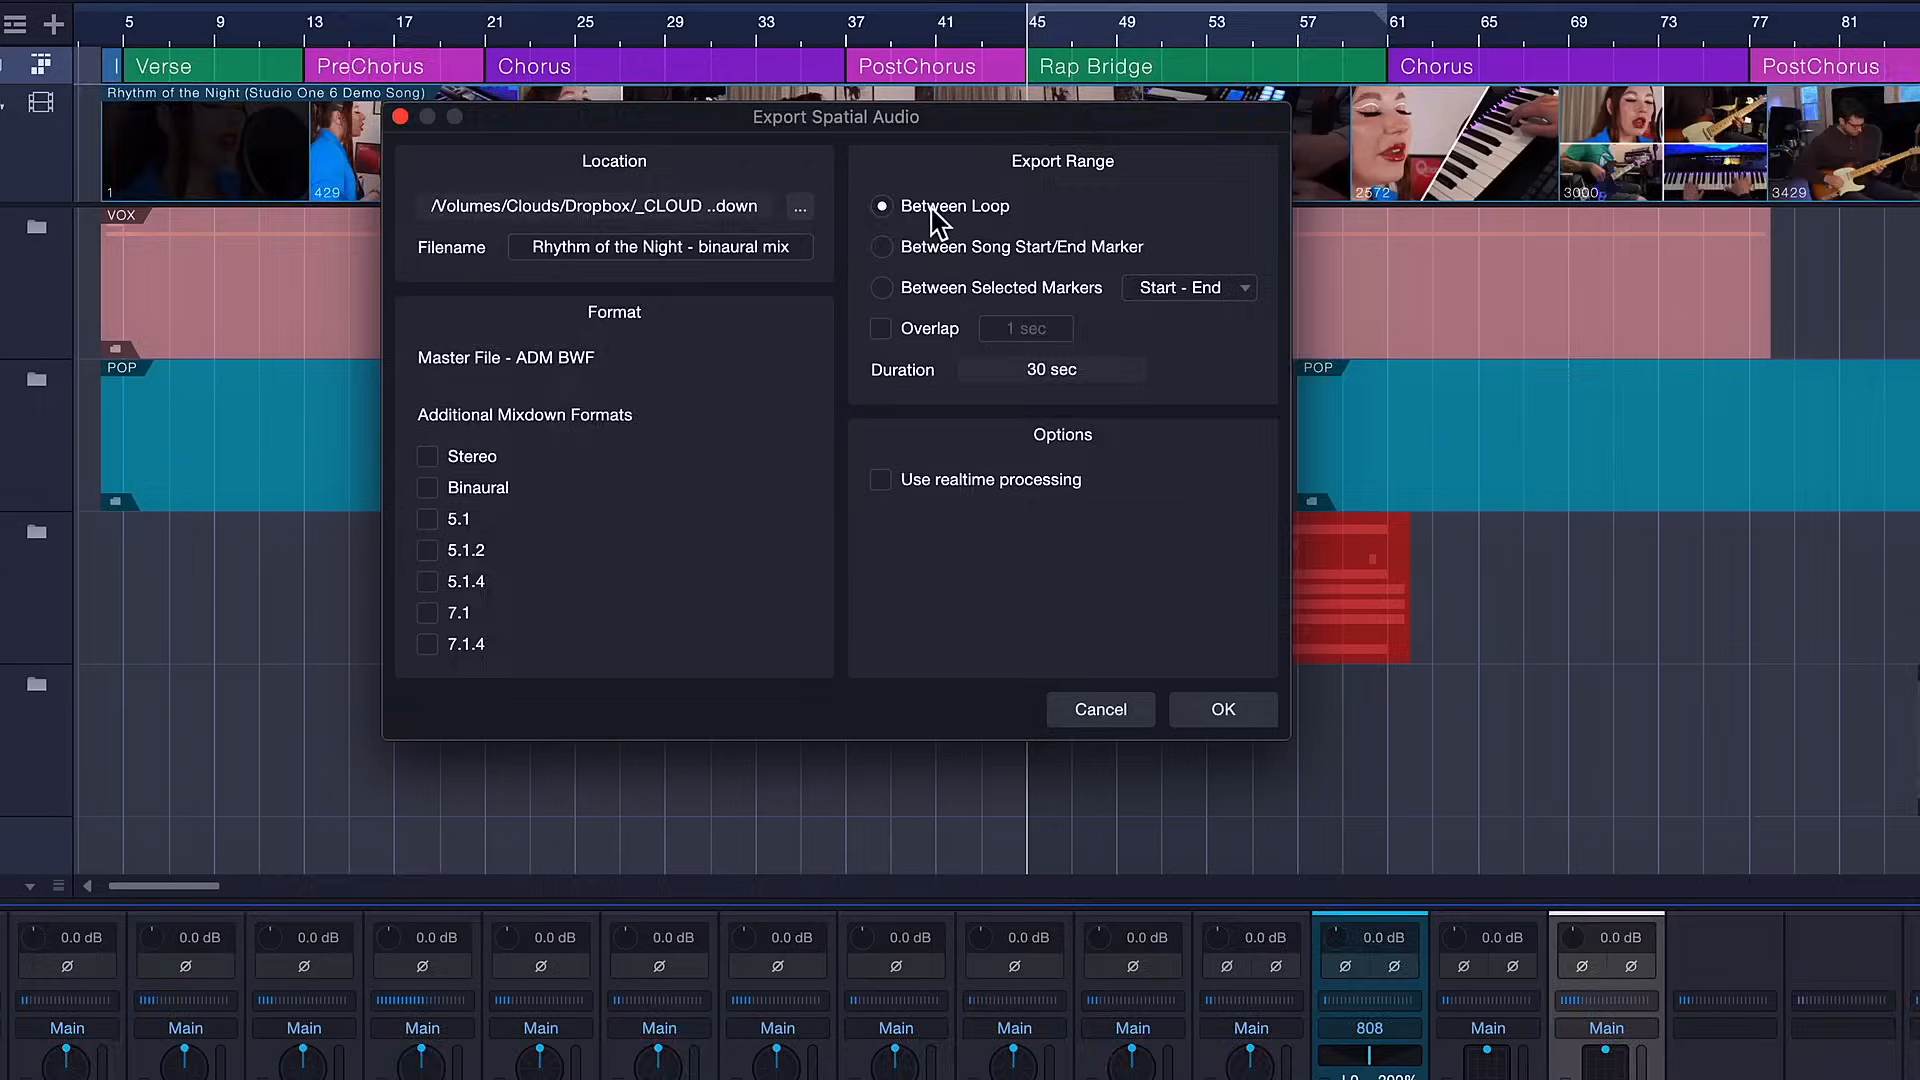 5 9 13 17 21 25 29 33 37 41 45 49 53 57 61 65 69 73 77 81
I Verse PreChorus Chorus PostChorus Rap Bridge Chorus PostChorus
Rhythm of the Night (Studio One 6 Demo Song)
1 429 2572 3000 3429
Export Spatial Audio
Location
/Volumes/Clouds/Dropbox/_CLOUD ..down ...
Filename Rhythm of the Night - binaural mix
Format
Master File - ADM BWF
Additional Mixdown Formats
Stereo
Binaural
5.1
5.1.2
5.1.4
7.1
7.1.4
Export Range
Between Loop
Between Song Start/End Marker
Between Selected Markers Start - End
Overlap 1 sec
Duration 30 sec
Options
Use realtime processing
Cancel OK
VOX
POP POP
0.0 dB 0.0 dB 0.0 dB 0.0 dB 0.0 dB 0.0 dB 0.0 dB 0.0 dB 0.0 dB 0.0 dB 0.0 dB 0.0 dB 0.0 dB 0.0 dB
Main Main Main Main Main Main Main Main Main Main Main 808 Main Main